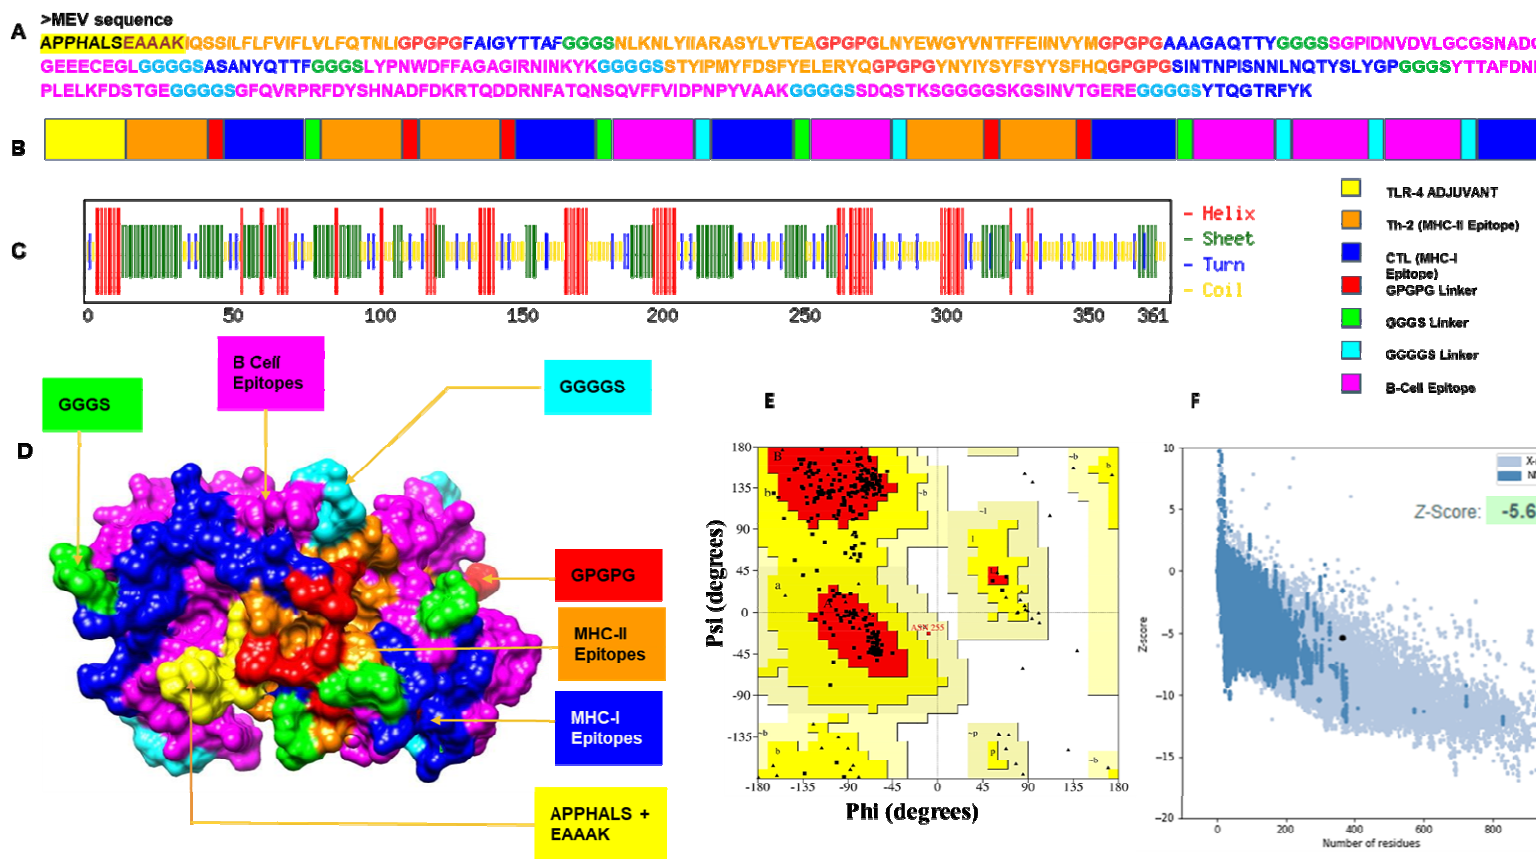 >MEV sequence
A
APPHALSEAAAKIQSSILFLFVIFLVLFQTNLIGPGPGFAIGYTTAFGGGSNLKNLYIIARASYLVTEAGPGPGLNYEWGYVNTFFEIINVYMGPGPGAAAGAQTTYGGGSSGPIDNVDVLGCGSNAD
GEEECEGLGGGGSASANYQTTFGGGSLYPNWDFFAGAGIRNINKYKGGGGSSTYIPMYFDSFYELERYQGPGPGYNYIYSYFSYYSFHQGPGPGSINTNPISNNLNQTYSLYGPGGGSYTTAFDN
PLELKFDSTGEGGGGSGFQVRPRFDYSHNADFDKRTQDDRNFATQNSQVFFVIDPNPYVAAKGGGGSSDQSTKSGGGGSKGSINVTGEREGGGGSYTQGTRFYK
B
C
Helix
Sheet
Turn
Coil
0 50 100 150 200 250 300 350 361
TLR-4 ADJUVANT
Th-2 (MHC-II Epitope)
CTL (MHC-I
Epitope)
GPGPG Linker
GGGS Linker
GGGGS Linker
B-Cell Epitope
D
GGGS
B Cell
Epitopes
GGGGS
GPGPG
MHC-II
Epitopes
MHC-I
Epitopes
APPHALS +
EAAAK
E
180
135
90
45
0
-45
-90
-135
-180 -135 -90 -45 0 45 90 135 180
Psi (degrees)
Phi (degrees)
B
b
~b
~b
b
~l
l
a
A
ASN 255
~b
b
~p
p
~b
F
10
5
0
−5
−10
−15
−20
0 200 400 600 800
Z-score
Number of residues
Z-Score: -5.6